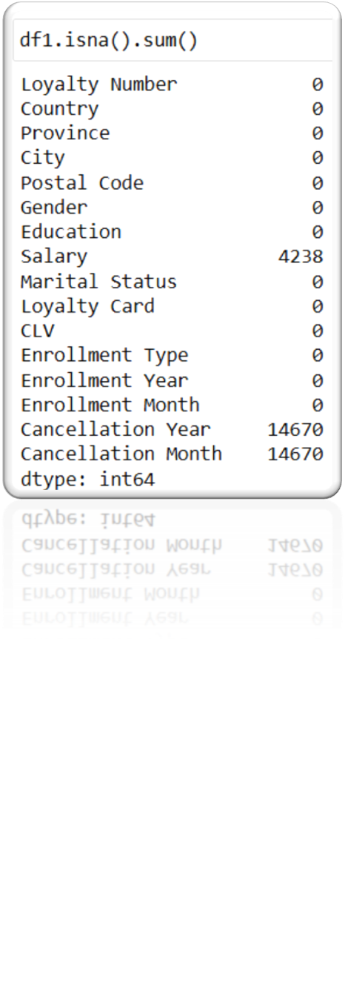 df1.isna().sum()
Loyalty Number 0
Country 0
Province 0
City 0
Postal Code 0
Gender 0
Education 0
Salary 4238
Marital Status 0
Loyalty Card 0
CLV 0
Enrollment Type 0
Enrollment Year 0
Enrollment Month 0
Cancellation Year 14670
Cancellation Month 14670
dtype: int64